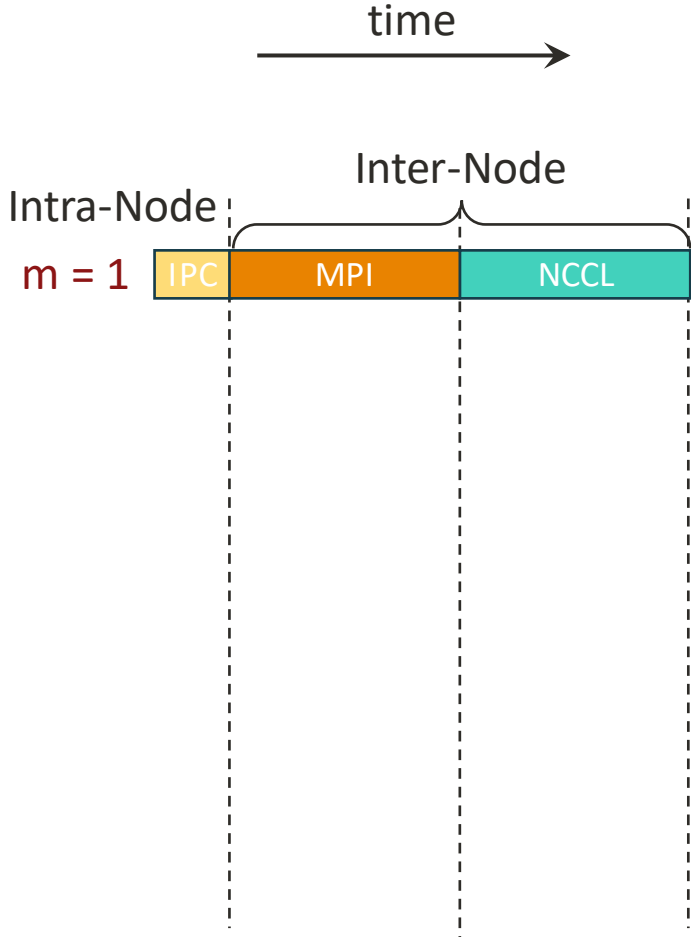 time
Inter-Node
Intra-Node
m = 1 IPC MPI NCCL